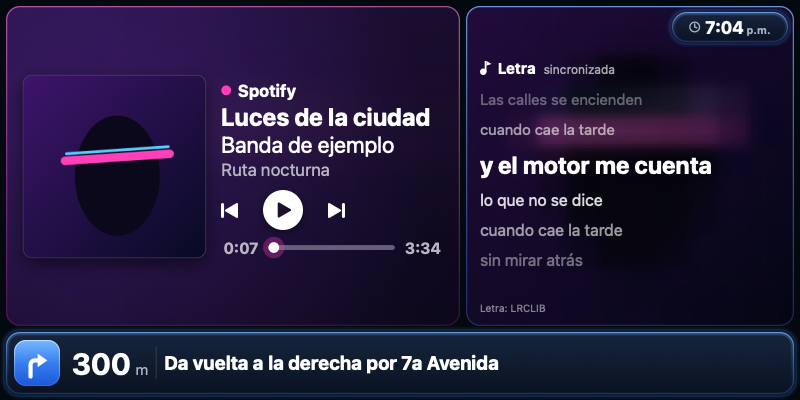 Spotify
Luces de la ciudad
Banda de ejemplo
Ruta nocturna
0:07
3:34
7:04 p.m.
Letra sincronizada
Las calles se encienden
cuando cae la tarde
y el motor me cuenta
lo que no se dice
cuando cae la tarde
sin mirar atrás
Letra: LRCLIB
300 m
Da vuelta a la derecha por 7a Avenida